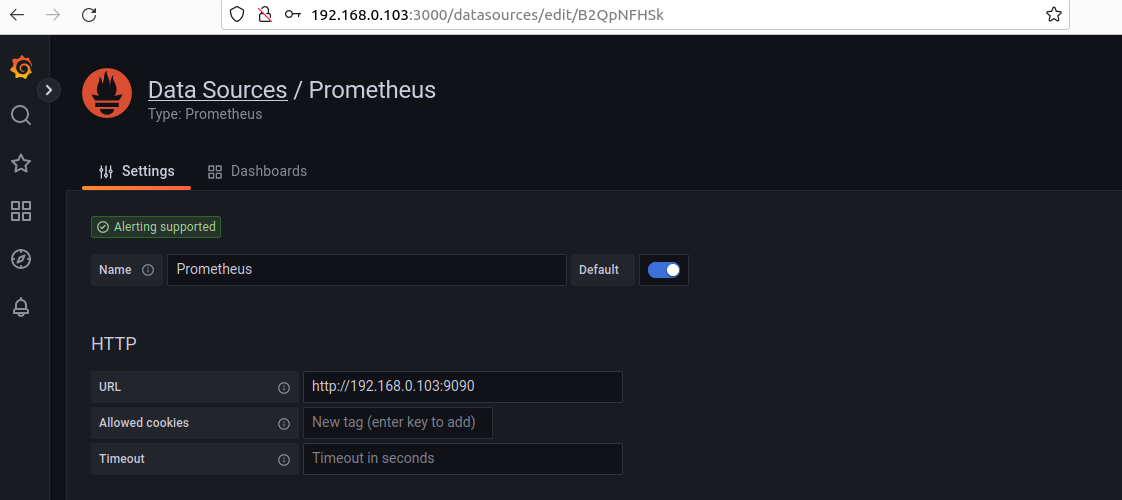 192.168.0.103:3000/datasources/edit/B2QpNFHSk
Data Sources / Prometheus
Type: Prometheus
Settings Dashboards
Alerting supported
Name Prometheus Default
HTTP
URL http://192.168.0.103:9090
Allowed cookies New tag (enter key to add)
Timeout Timeout in seconds